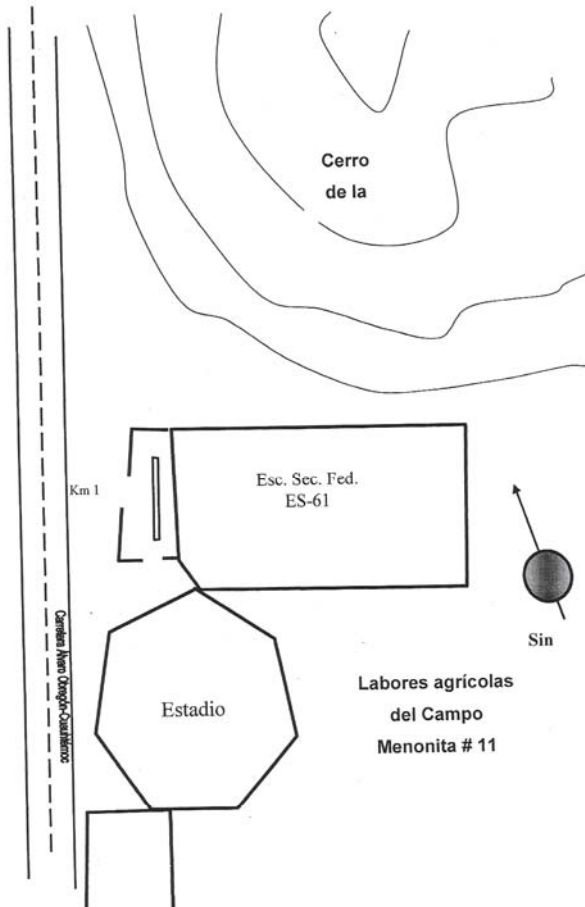 Cerro
de la
Km 1
Esc. Sec. Fed.
ES-61
Sin
Carretera Álvaro Obregón-Cuauhtémoc
Estadio
Labores agrícolas
del Campo
Menonita # 11